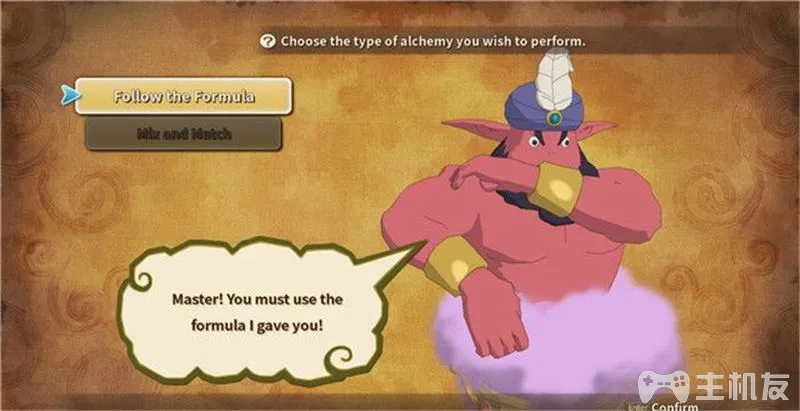 Choose the type of alchemy you wish to perform.
Follow the Formula
Mix and Match
Master! You must use the
formula I gave you!
Enter Confirm
主机友